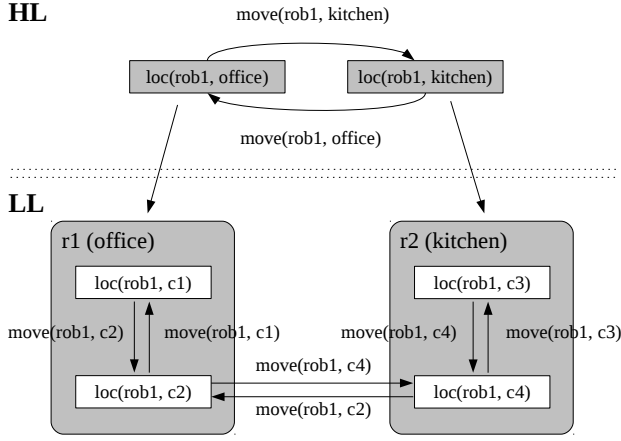 HL
move(rob1, kitchen)
loc(rob1, office)
loc(rob1, kitchen)
move(rob1, office)
LL
r1 (office)
r2 (kitchen)
loc(rob1, c1)
loc(rob1, c3)
move(rob1, c2)
move(rob1, c1)
move(rob1, c4)
move(rob1, c3)
move(rob1, c4)
loc(rob1, c2)
loc(rob1, c4)
move(rob1, c2)